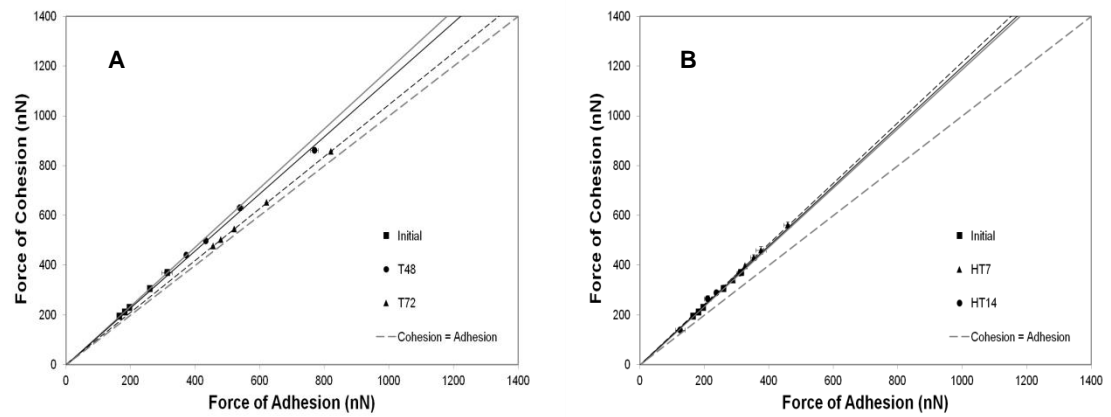 A
Force of Cohesion (nN)
1400
1200
1000
800
600
400
200
0
Initial
T48
T72
Cohesion = Adhesion
0 200 400 600 800 1000 1200 1400
Force of Adhesion (nN)
B
Force of Cohesion (nN)
1400
1200
1000
800
600
400
200
0
Initial
HT7
HT14
Cohesion = Adhesion
0 200 400 600 800 1000 1200 1400
Force of Adhesion (nN)